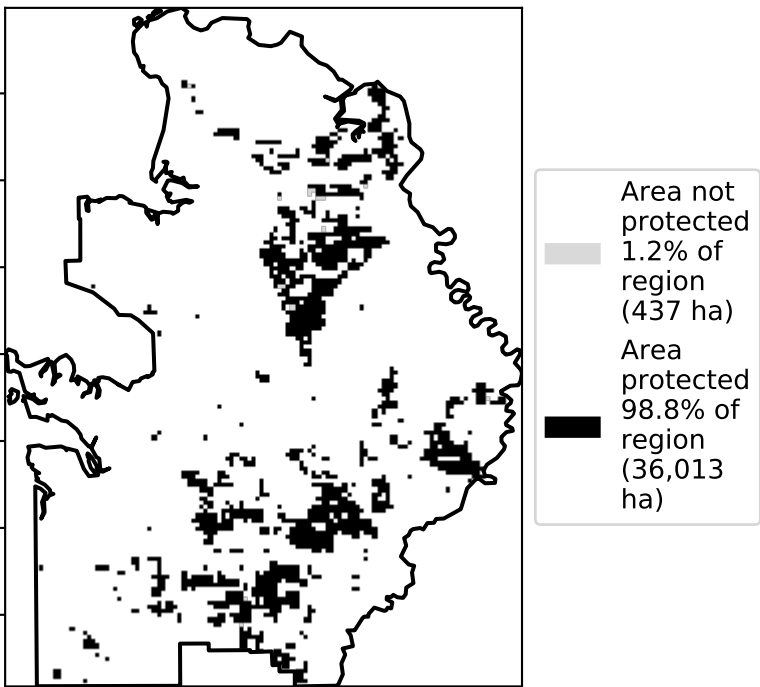 Area not
protected
1.2% of
region
(437 ha)
Area
protected
98.8% of
region
(36,013
ha)